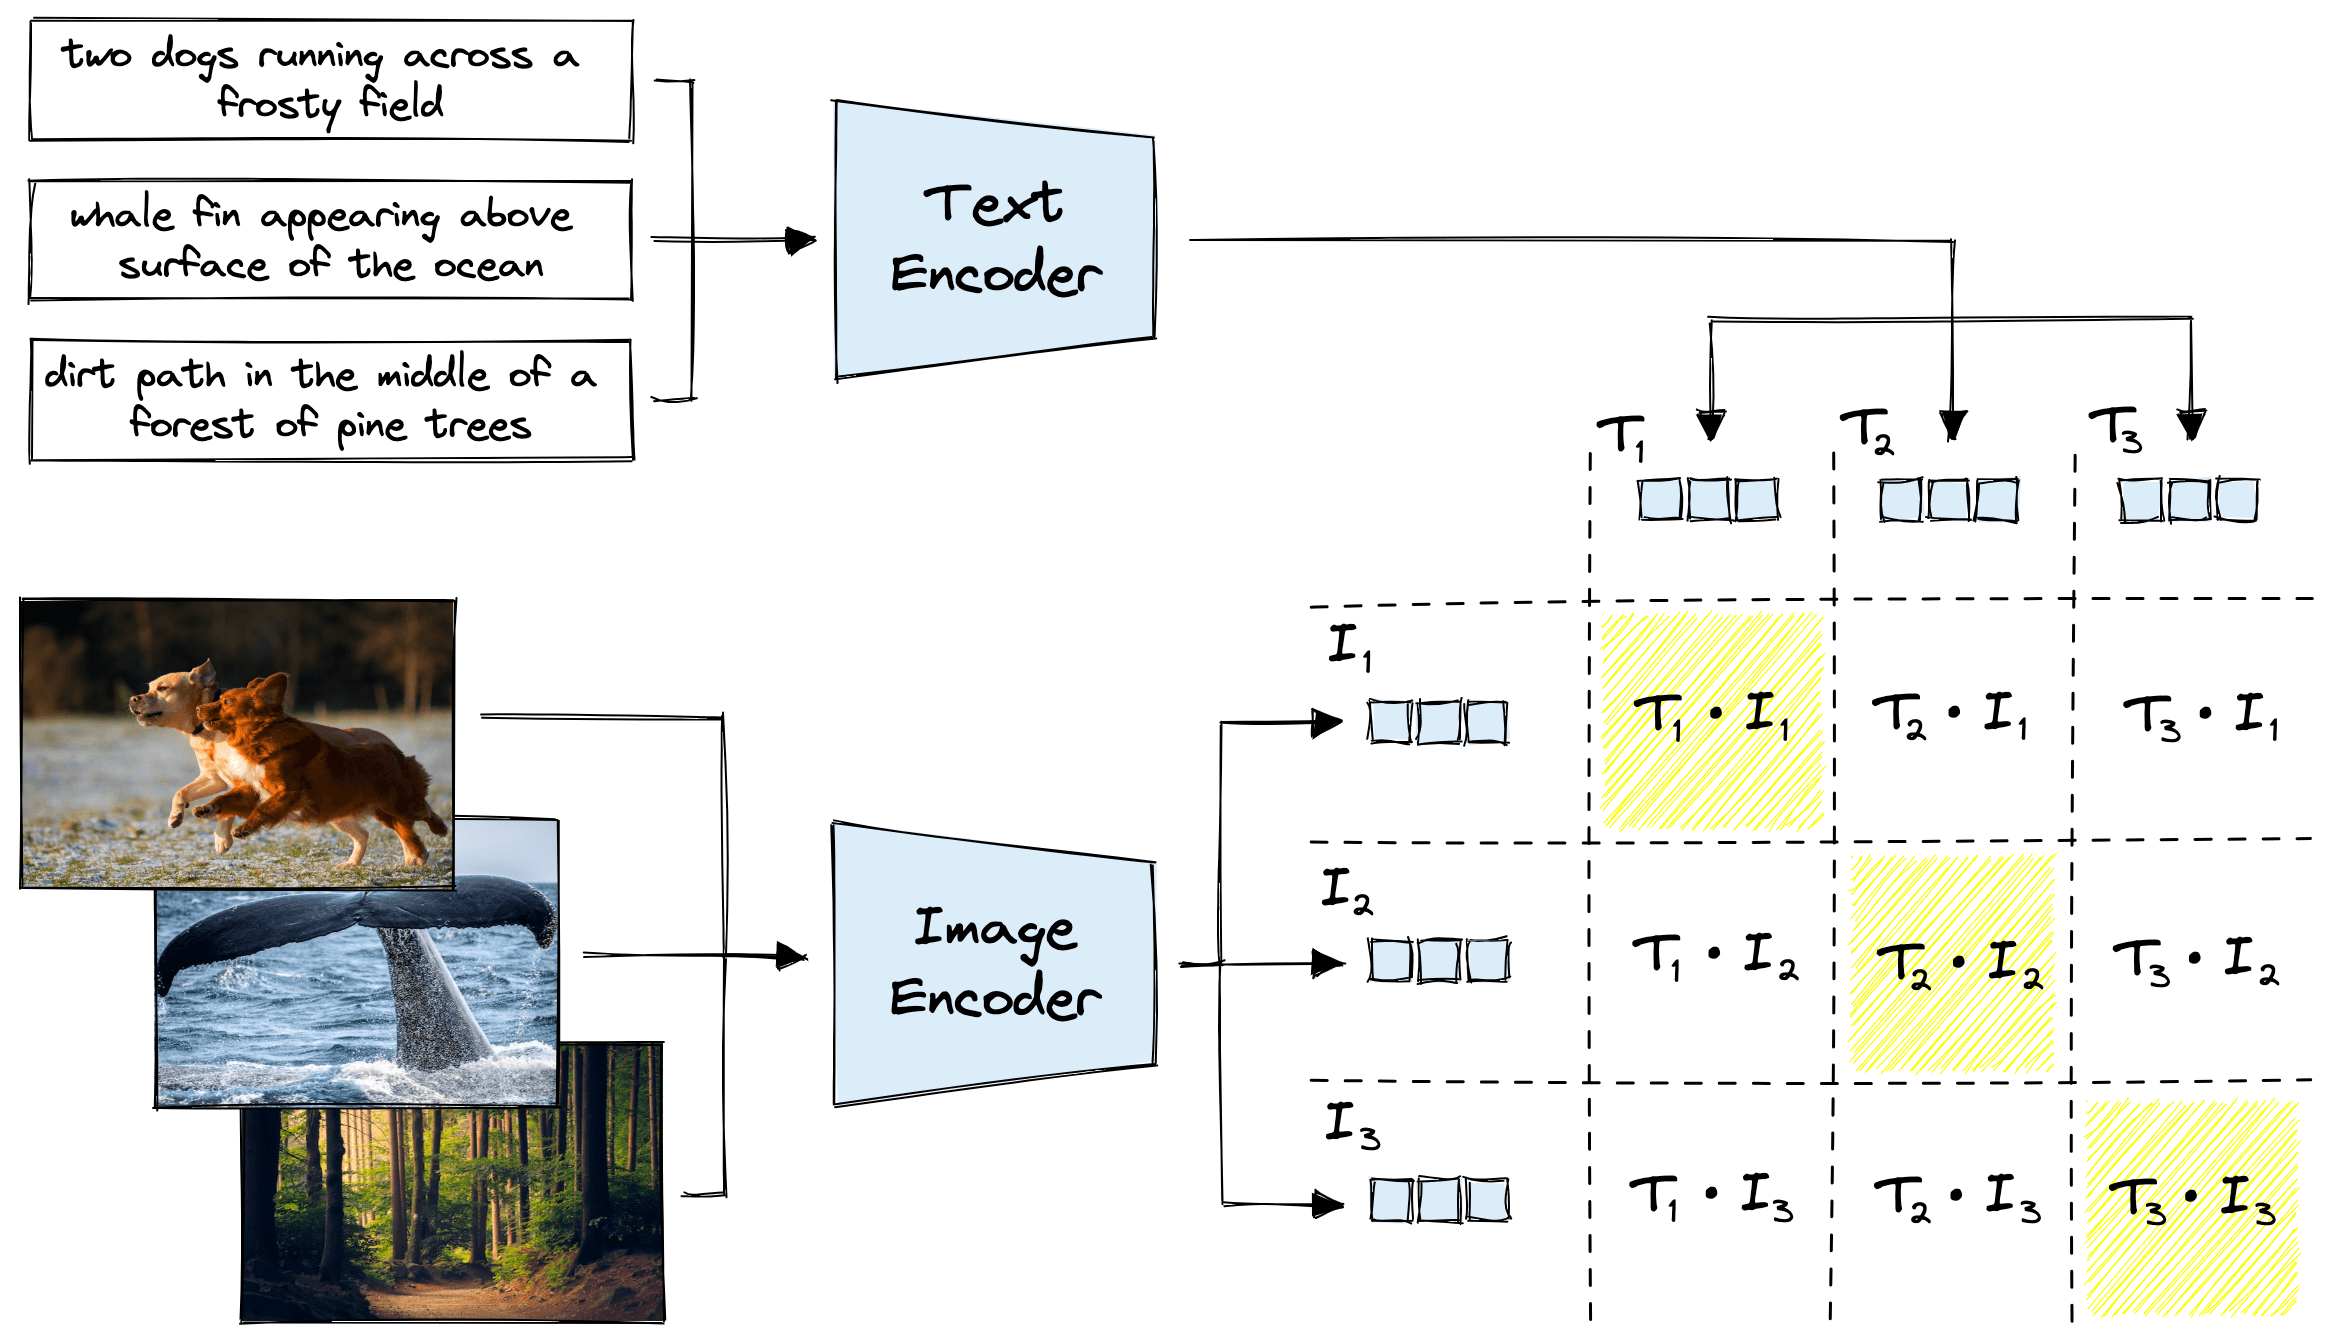 two dogs running across a
frosty field
whale fin appearing above
surface of the ocean
dirt path in the middle of a
forest of pine trees
Text
Encoder
T₁ T₂ T₃
Image
Encoder
I₁
T₁ • I₁ T₂ • I₁ T₃ • I₁
I₂
T₁ • I₂ T₂ • I₂ T₃ • I₂
I₃
T₁ • I₃ T₂ • I₃ T₃ • I₃